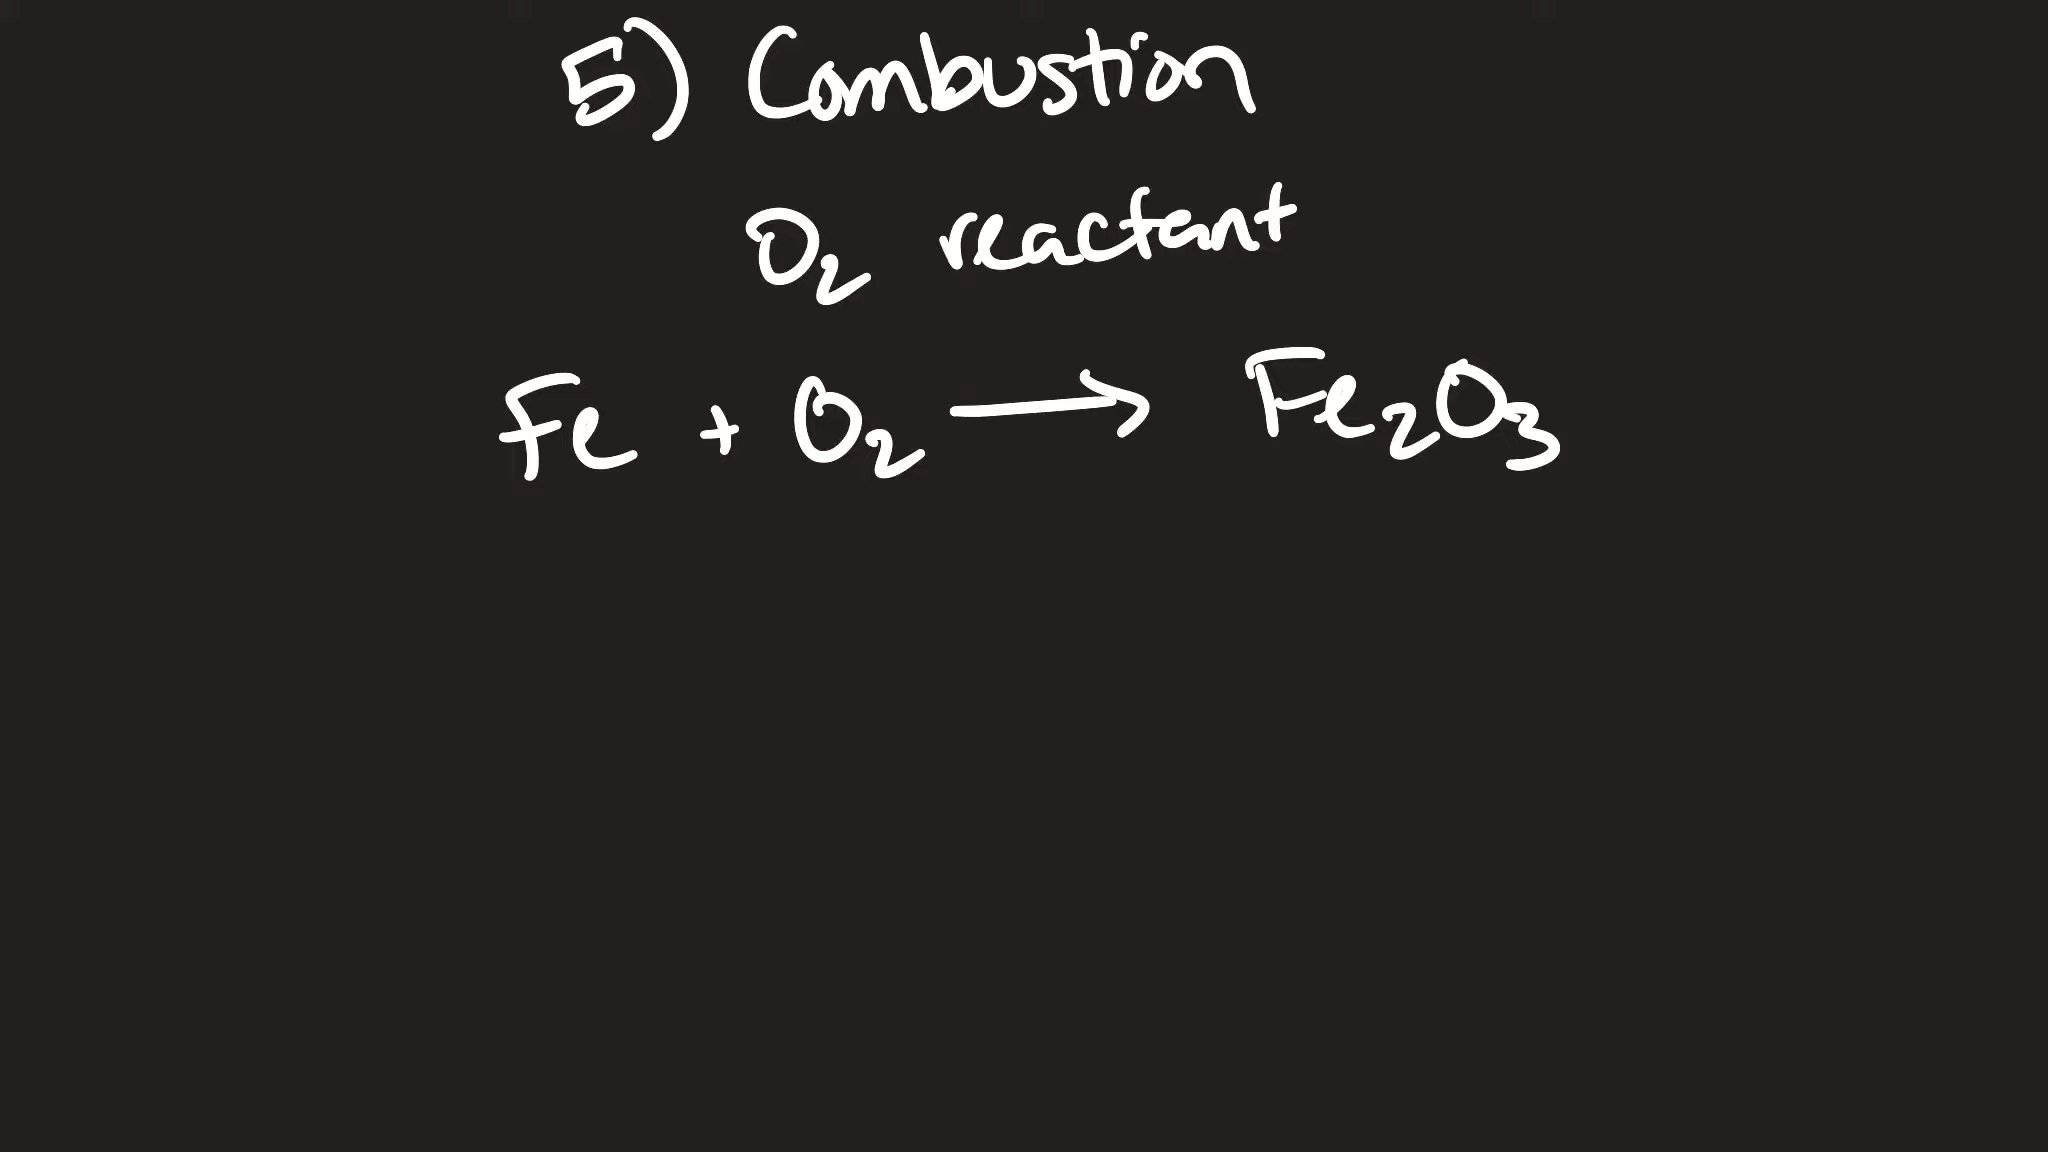 5) Combustion
O₂ reactant
Fe + O₂ → Fe₂O₃